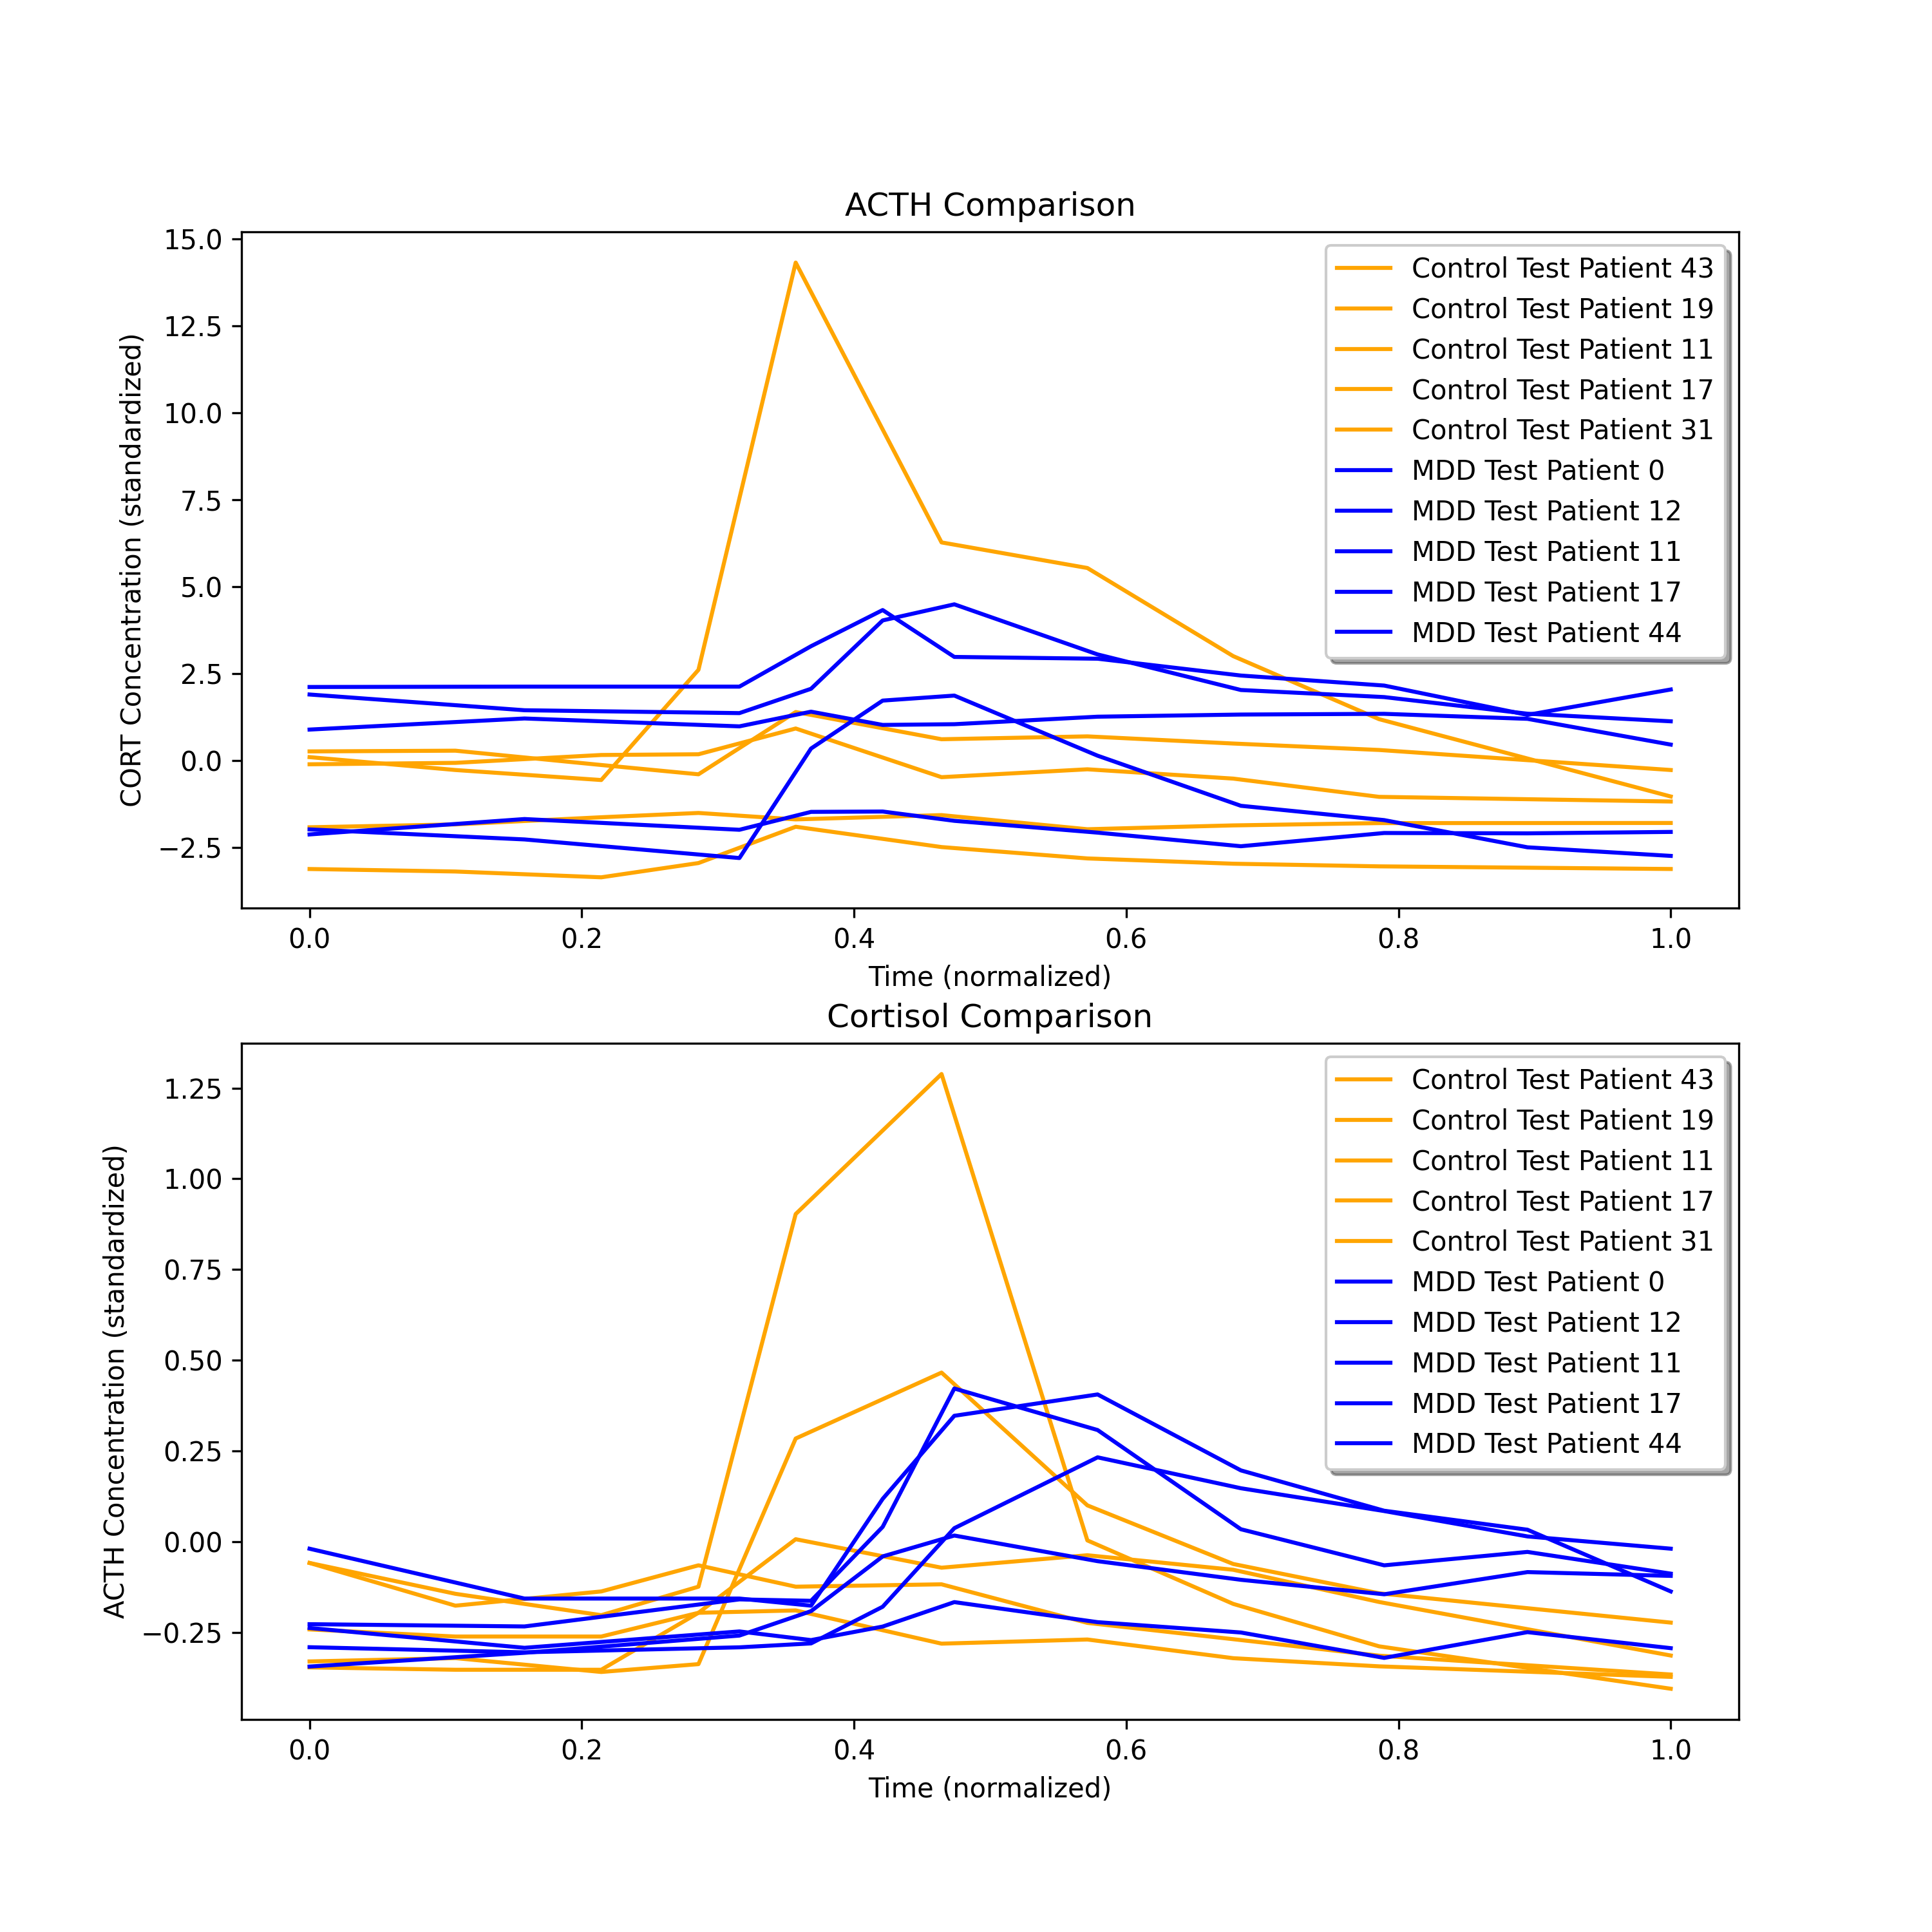 ACTH Comparison
CORT Concentration (standardized)
15.0
12.5
10.0
7.5
5.0
2.5
0.0
−2.5
Control Test Patient 43
Control Test Patient 19
Control Test Patient 11
Control Test Patient 17
Control Test Patient 31
MDD Test Patient 0
MDD Test Patient 12
MDD Test Patient 11
MDD Test Patient 17
MDD Test Patient 44
0.0 0.2 0.4 0.6 0.8 1.0
Time (normalized)
Cortisol Comparison
ACTH Concentration (standardized)
1.25
1.00
0.75
0.50
0.25
0.00
−0.25
Control Test Patient 43
Control Test Patient 19
Control Test Patient 11
Control Test Patient 17
Control Test Patient 31
MDD Test Patient 0
MDD Test Patient 12
MDD Test Patient 11
MDD Test Patient 17
MDD Test Patient 44
0.0 0.2 0.4 0.6 0.8 1.0
Time (normalized)